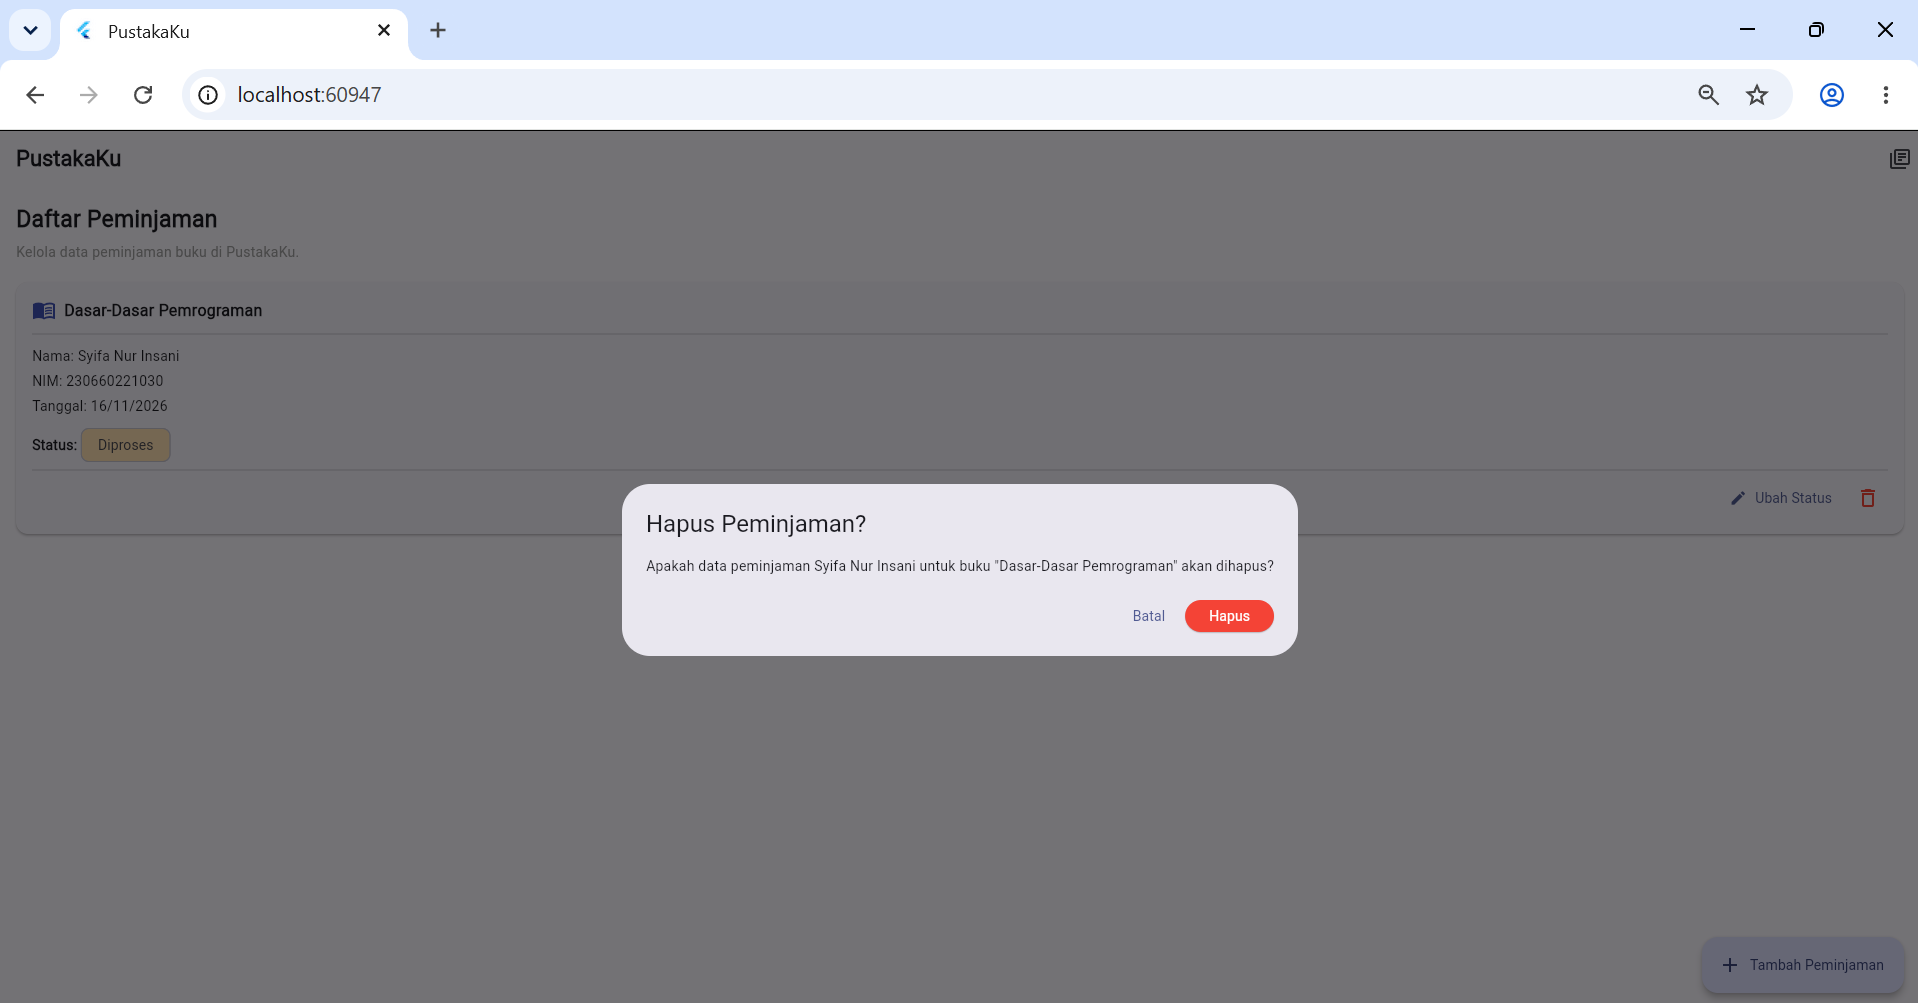 PustakaKu
localhost:60947
PustakaKu
Daftar Peminjaman
Kelola data peminjaman buku di PustakaKu.
Dasar-Dasar Pemrograman
Nama: Syifa Nur Insani
NIM: 230660221030
Tanggal: 16/11/2026
Status: Diproses
Ubah Status
Hapus Peminjaman?
Apakah data peminjaman Syifa Nur Insani untuk buku "Dasar-Dasar Pemrograman" akan dihapus?
Batal Hapus
Tambah Peminjaman